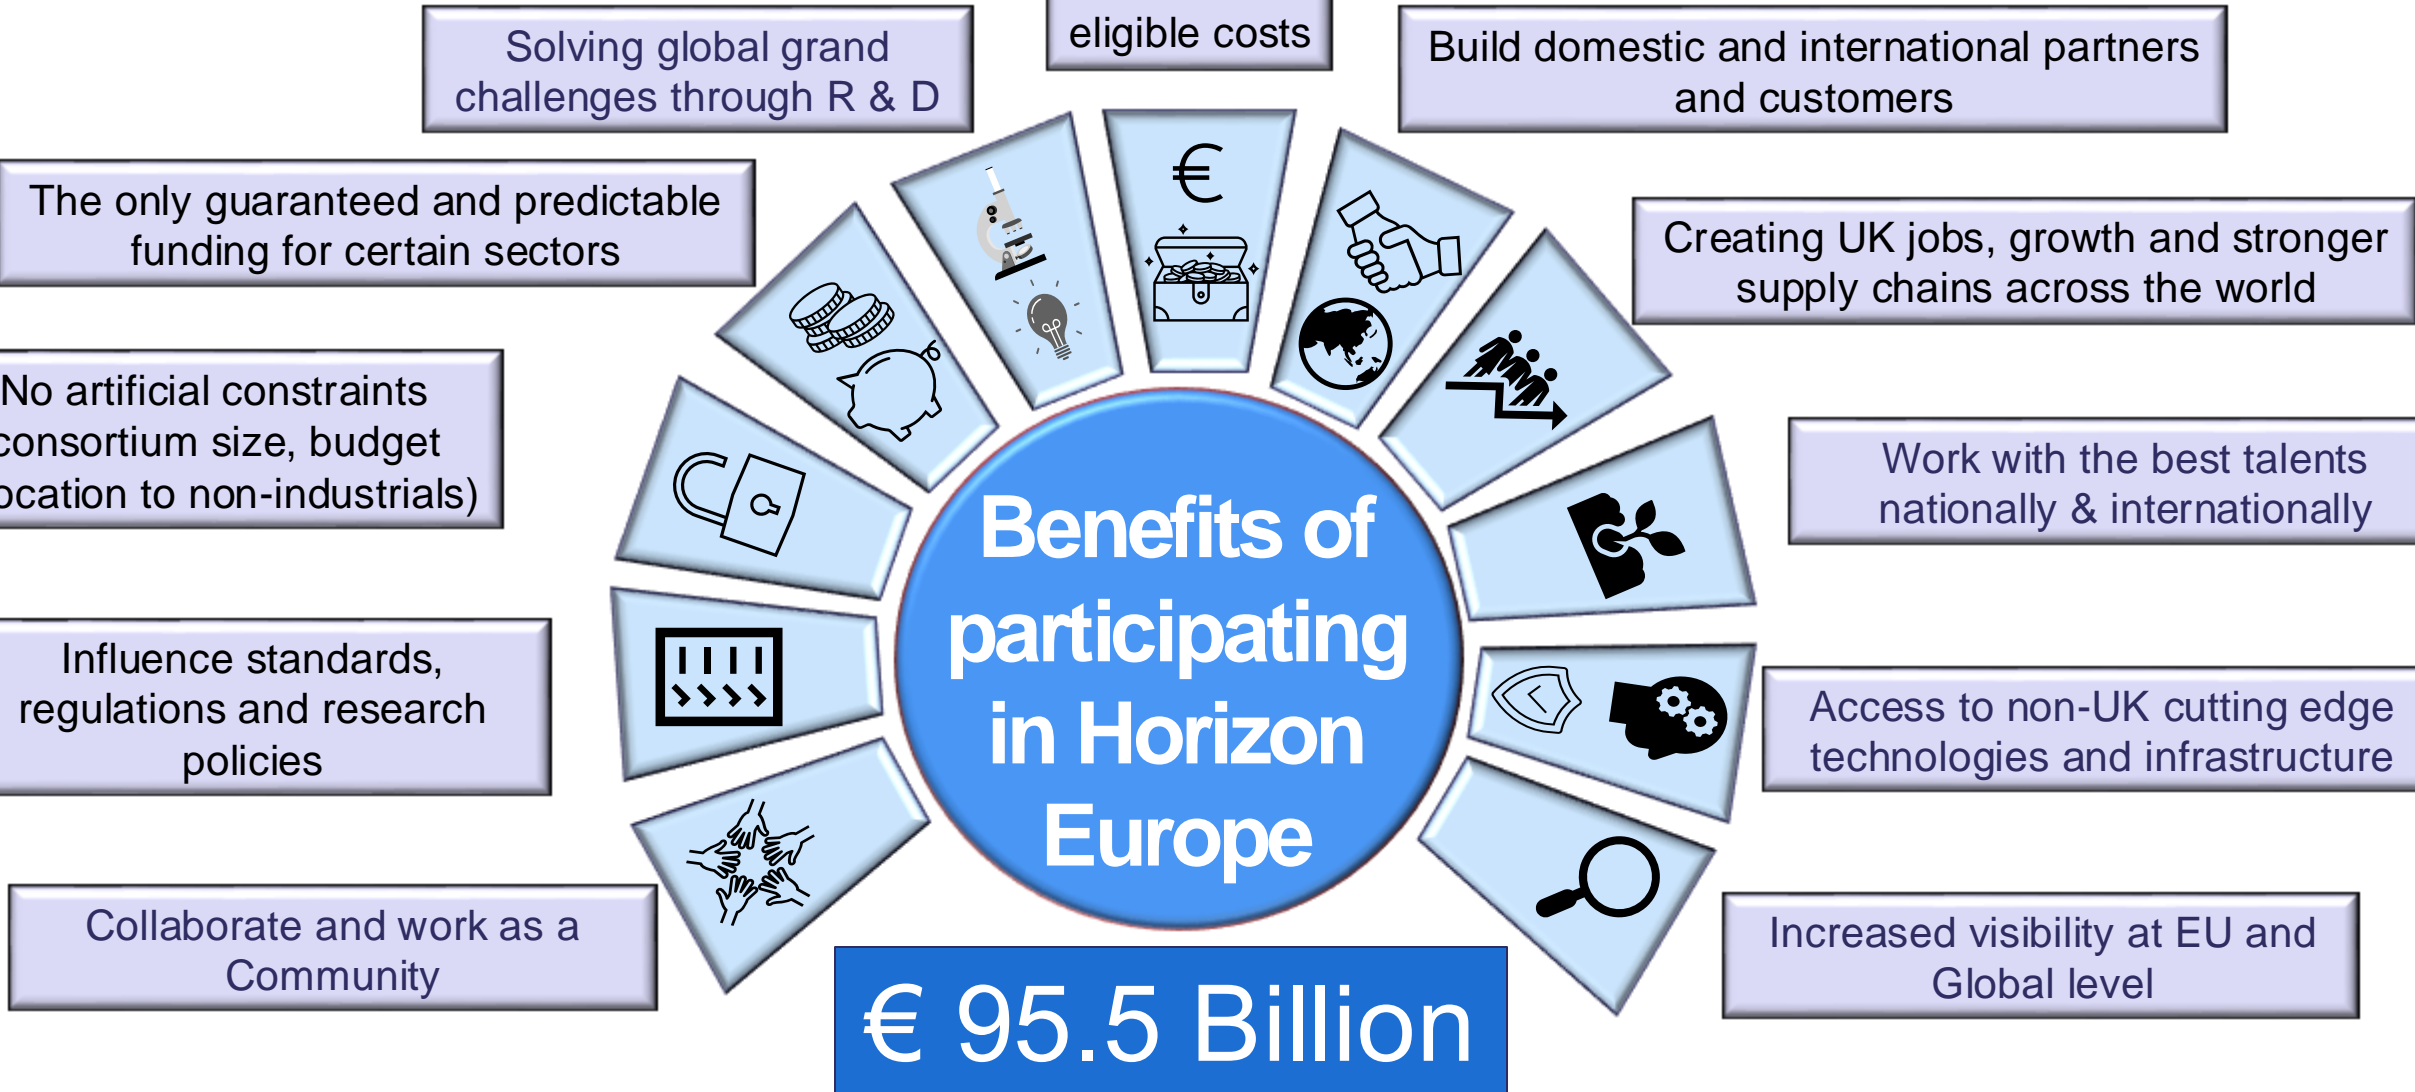 eligible costs
Solving global grand
challenges through R & D
Build domestic and international partners
and customers
The only guaranteed and predictable
funding for certain sectors
Creating UK jobs, growth and stronger
supply chains across the world
No artificial constraints
consortium size, budget
to non-industrials)
Work with the best talents
nationally & internationally
Benefits of
participating
in Horizon
Europe
Influence standards,
regulations and research
policies
Access to non-UK cutting edge
technologies and infrastructure
Collaborate and work as a
Community
Increased visibility at EU and
Global level
€ 95.5 Billion